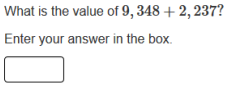 What is the value of 9, 348 + 2, 237?
Enter your answer in the box.